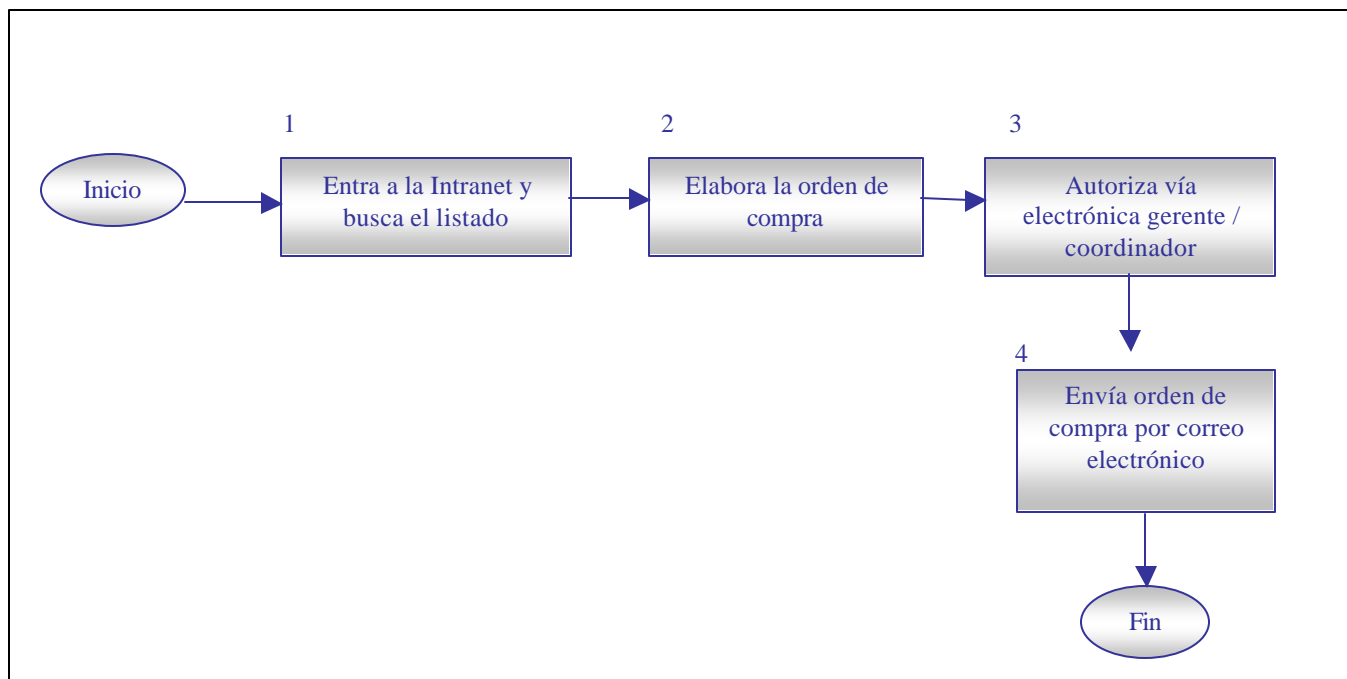 Inicio
1
Entra a la Intranet y
busca el listado
2
Elabora la orden de
compra
3
Autoriza vía
electrónica gerente /
coordinador
4
Envía orden de
compra por correo
electrónico
Fin